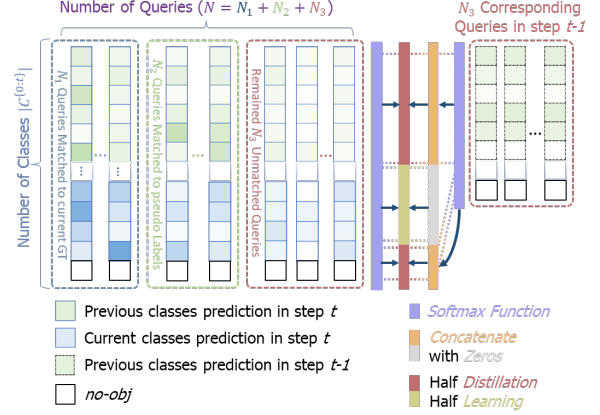 Number of Queries (N = N₁ + N₂ + N₃)
N₃ Corresponding
Queries in step t-1
Number of Classes |C^{0:t}|
N₁ Queries Matched to current GT
N₂ Queries Matched to pseudo Labels
Remained N₃ Unmatched Queries
Previous classes prediction in step t
Current classes prediction in step t
Previous classes prediction in step t-1
no-obj
Softmax Function
Concatenate
with Zeros
Half Distillation
Half Learning